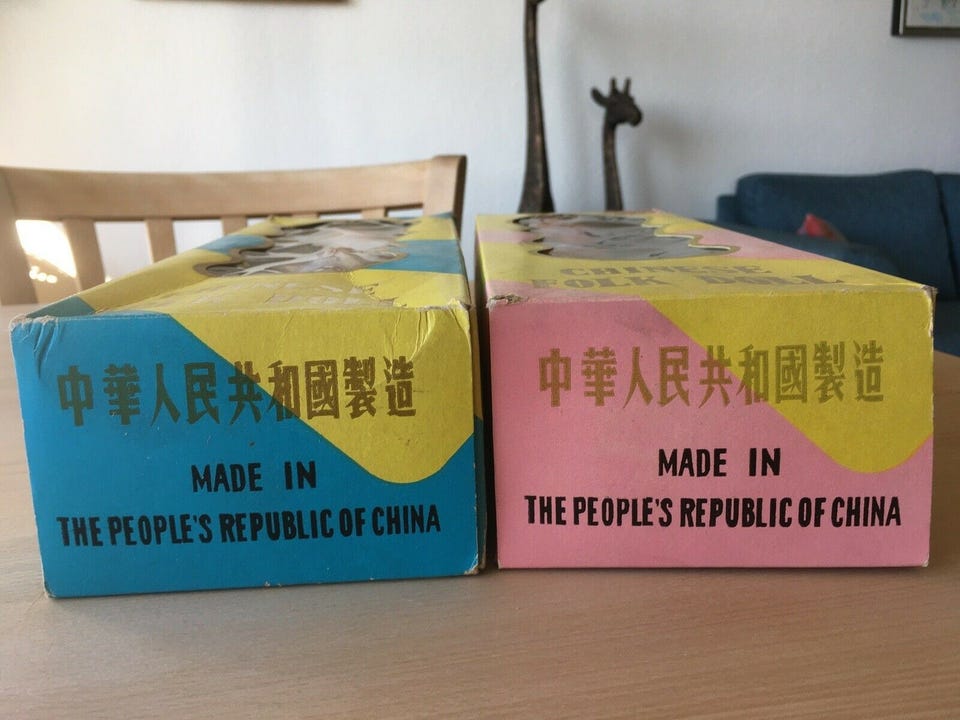 中華人民共和國製造
MADE IN
THE PEOPLE'S REPUBLIC OF CHINA
CHINESE
FOLK DOLL
中華人民共和國製造
MADE IN
THE PEOPLE'S REPUBLIC OF CHINA